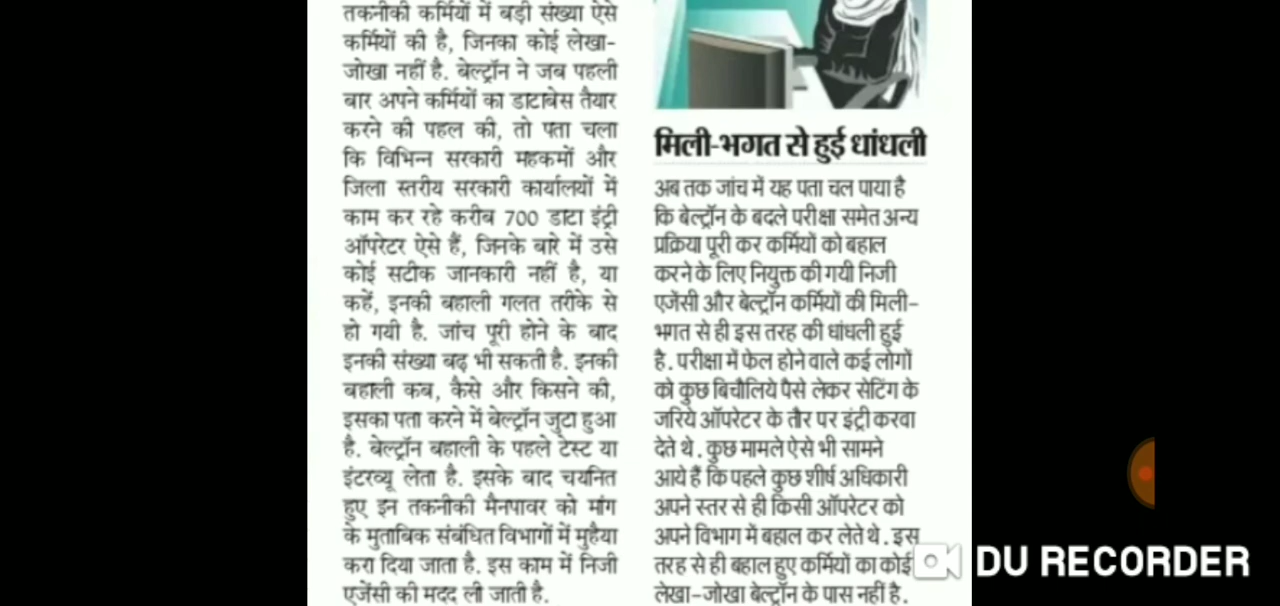 तकनीकी कर्मियों में बड़ी संख्या ऐसे
कर्मियों की है, जिनका कोई लेखा-
जोखा नहीं है. बेल्ट्रॉन ने जब पहली
बार अपने कर्मियों का डाटाबेस तैयार
करने की पहल की, तो पता चला
कि विभिन्न सरकारी महकमों और
जिला स्तरीय सरकारी कार्यालयों में
काम कर रहे करीब 700 डाटा इंट्री
ऑपरेटर ऐसे हैं, जिनके बारे में उसे
कोई सटीक जानकारी नहीं है, या
कहें, इनकी बहाली गलत तरीके से
हो गयी है. जांच पूरी होने के बाद
इनकी संख्या बढ़ भी सकती है. इनकी
बहाली कब, कैसे और किसने की,
इसका पता करने में बेल्ट्रॉन जुटा हुआ
है. बेल्ट्रॉन बहाली के पहले टेस्ट या
इंटरव्यू लेता है. इसके बाद चयनित
हुए इन तकनीकी मैनपावर को मांग
के मुताबिक संबंधित विभागों में मुहैया
करा दिया जाता है. इस काम में निजी
एजेंसी की मदद ली जाती है.
मिली-भगत से हुई धांधली
अब तक जांच में यह पता चल पाया है
कि बेल्ट्रॉन के बदले परीक्षा समेत अन्य
प्रक्रिया पूरी कर कर्मियों को बहाल
करने के लिए नियुक्त की गयी निजी
एजेंसी और बेल्ट्रॉन कर्मियों की मिली-
भगत से ही इस तरह की धांधली हुई
है. परीक्षा में फेल होने वाले कई लोगों
को कुछ बिचौलिये पैसे लेकर सेटिंग के
जरिये ऑपरेटर के तौर पर इंट्री करवा
देते थे. कुछ मामले ऐसे भी सामने
आये हैं कि पहले कुछ शीर्ष अधिकारी
अपने स्तर से ही किसी ऑपरेटर को
अपने विभाग में बहाल कर लेते थे. इस
तरह से ही बहाल हुए कर्मियों का कोई
लेखा-जोखा बेल्ट्रॉन के पास नहीं है.
DU RECORDER